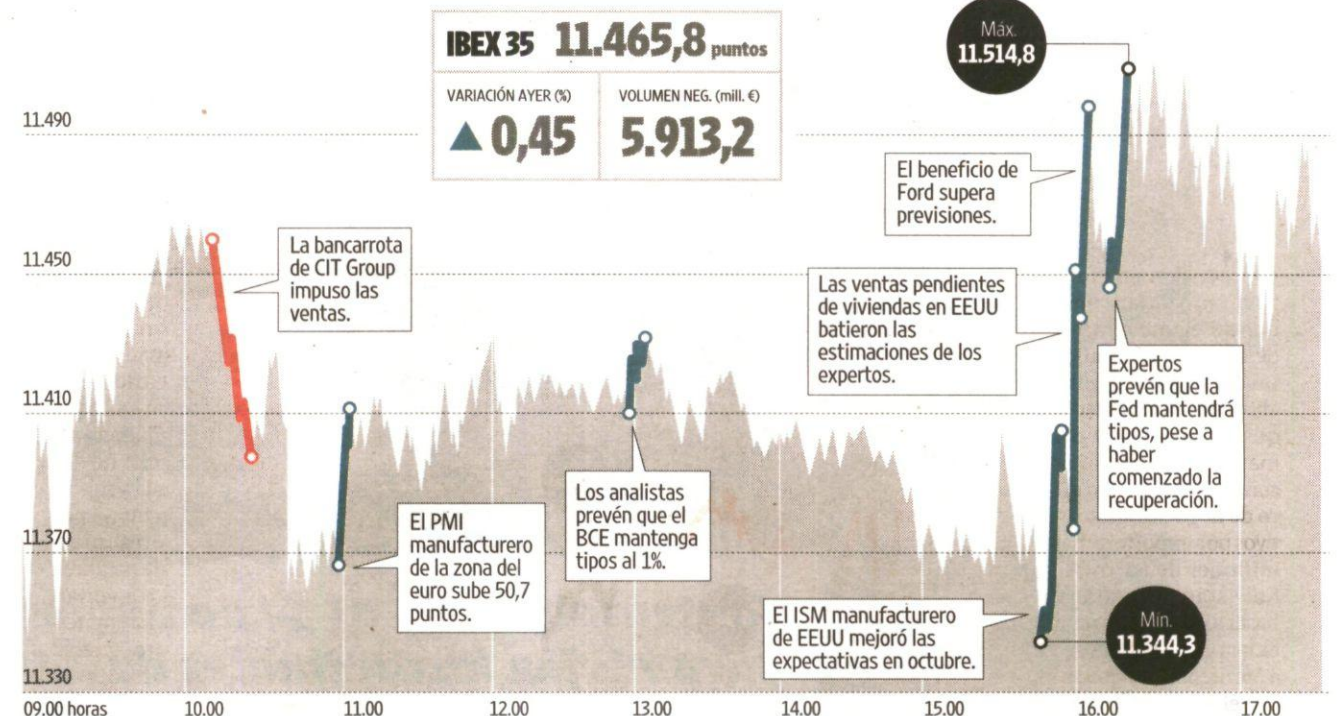 IBEX 35 11.465,8 puntos
VARIACIÓN AYER (%)
▲ 0,45
VOLUMEN NEG. (mill. €)
5.913,2
Máx.
11.514,8
11.490
11.450
11.410
11.370
11.330
La bancarrota
de CIT Group
impuso las
ventas.
El PMI
manufacturero
de la zona del
euro sube 50,7
puntos.
Los analistas
prevén que el
BCE mantenga
tipos al 1%.
El beneficio de
Ford supera
previsiones.
Las ventas pendientes
de viviendas en EEUU
batieron las
estimaciones de los
expertos.
Expertos
prevén que la
Fed mantendrá
tipos, pese a
haber
comenzado la
recuperación.
El ISM manufacturero
de EEUU mejoró las
expectativas en octubre.
Mín.
11.344,3
09.00 horas 10.00 11.00 12.00 13.00 14.00 15.00 16.00 17.00